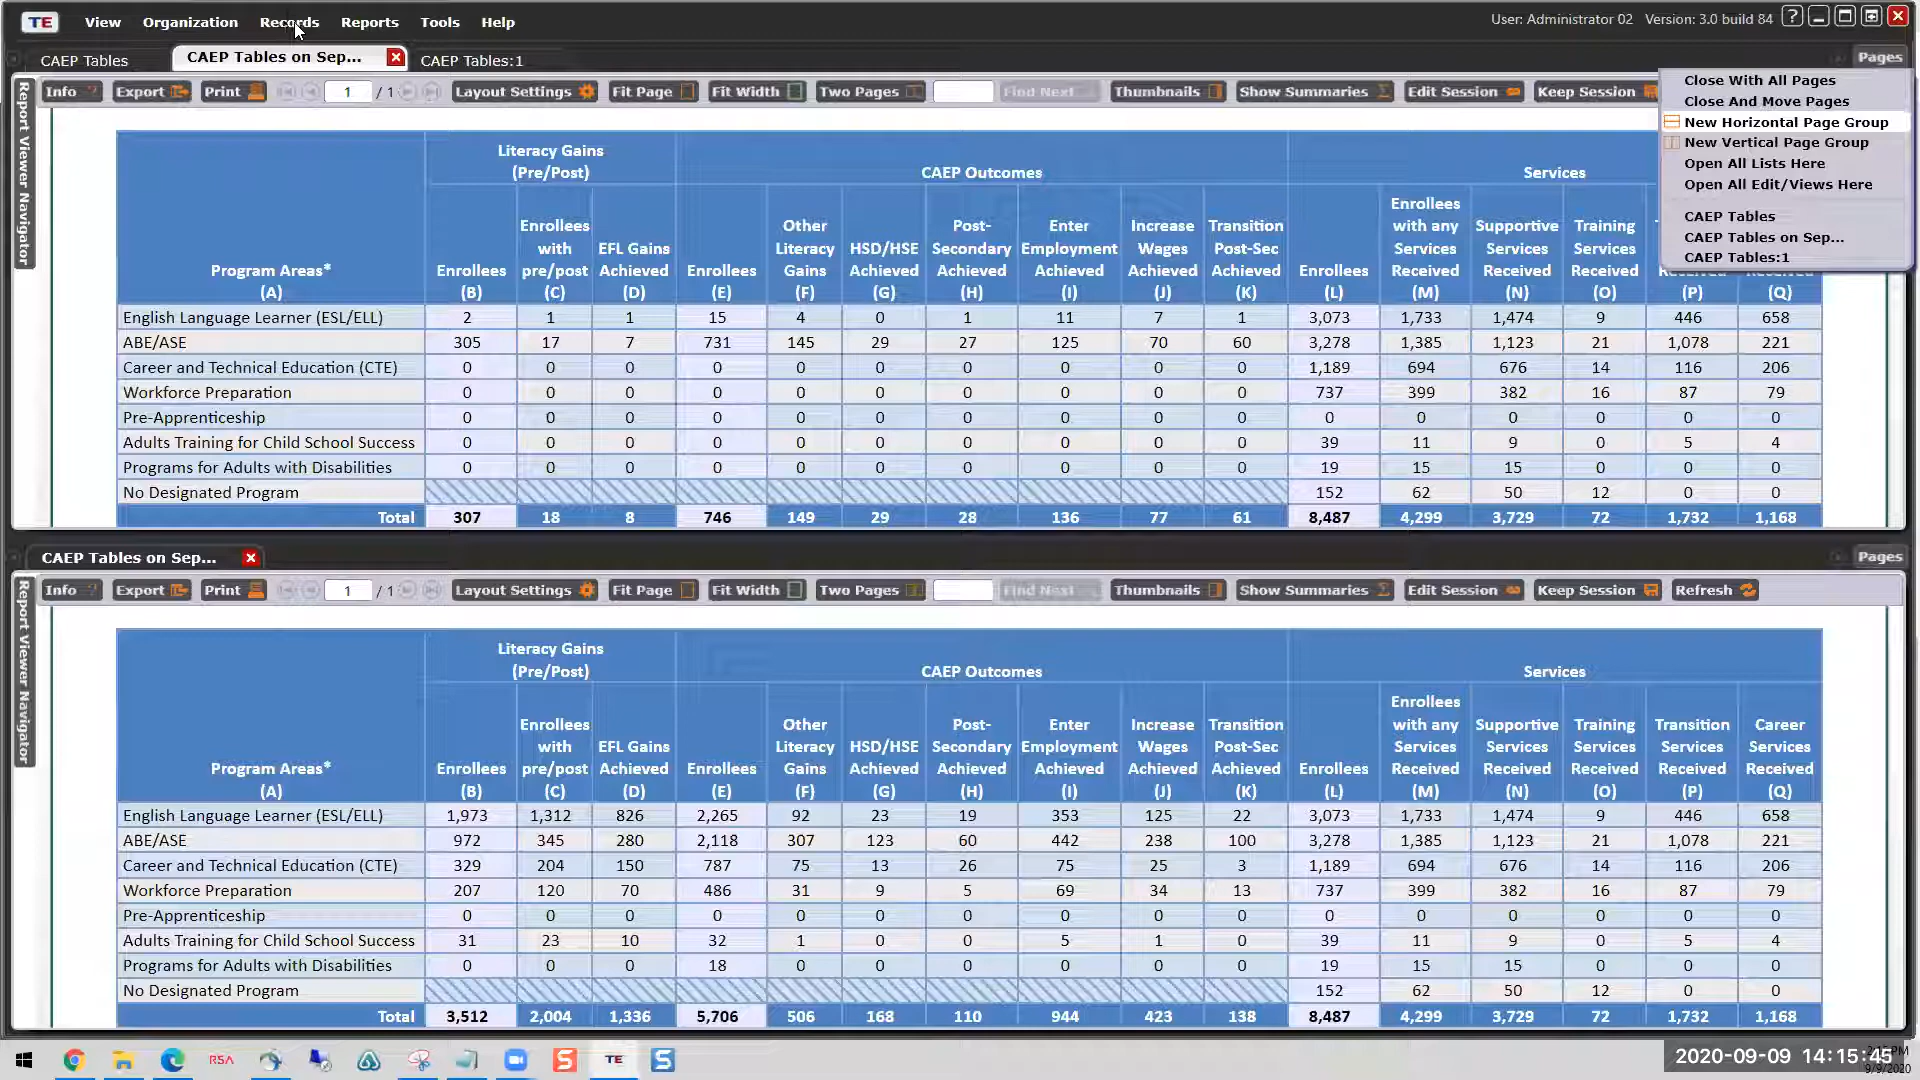 TE View Organization Records Reports Tools Help User: Administrator 02 Version: 3.0 build 84
CAEP Tables CAEP Tables on Sep... CAEP Tables:1 Pages
Info Export Print 1 / 1 Layout Settings Fit Page Fit Width Two Pages Find Next Thumbnails Show Summaries Edit Session Keep Session
Close With All Pages
Close And Move Pages
New Horizontal Page Group
New Vertical Page Group
Open All Lists Here
Open All Edit/Views Here
CAEP Tables
CAEP Tables on Sep...
CAEP Tables:1
Report Viewer Navigator
Literacy Gains
(Pre/Post)
CAEP Outcomes
Services
Program Areas*
(A)
Enrollees
(B)
Enrollees
with
pre/post
(C)
EFL Gains
Achieved
(D)
Enrollees
(E)
Other
Literacy
Gains
(F)
HSD/HSE
Achieved
(G)
Post-
Secondary
Achieved
(H)
Enter
Employment
Achieved
(I)
Increase
Wages
Achieved
(J)
Transition
Post-Sec
Achieved
(K)
Enrollees
(L)
Enrollees
with any
Services
Received
(M)
Supportive
Services
Received
(N)
Training
Services
Received
(O)
(P)
(Q)
English Language Learner (ESL/ELL) 2 1 1 15 4 0 1 11 7 1 3,073 1,733 1,474 9 446 658
ABE/ASE 305 17 7 731 145 29 27 125 70 60 3,278 1,385 1,123 21 1,078 221
Career and Technical Education (CTE) 0 0 0 0 0 0 0 0 0 0 1,189 694 676 14 116 206
Workforce Preparation 0 0 0 0 0 0 0 0 0 0 737 399 382 16 87 79
Pre-Apprenticeship 0 0 0 0 0 0 0 0 0 0 0 0 0 0 0 0
Adults Training for Child School Success 0 0 0 0 0 0 0 0 0 0 39 11 9 0 5 4
Programs for Adults with Disabilities 0 0 0 0 0 0 0 0 0 0 19 15 15 0 0 0
No Designated Program 152 62 50 12 0 0
Total 307 18 8 746 149 29 28 136 77 61 8,487 4,299 3,729 72 1,732 1,168
CAEP Tables on Sep... Pages
Info Export Print 1 / 1 Layout Settings Fit Page Fit Width Two Pages Find Next Thumbnails Show Summaries Edit Session Keep Session Refresh
Report Viewer Navigator
Literacy Gains
(Pre/Post)
CAEP Outcomes
Services
Program Areas*
(A)
Enrollees
(B)
Enrollees
with
pre/post
(C)
EFL Gains
Achieved
(D)
Enrollees
(E)
Other
Literacy
Gains
(F)
HSD/HSE
Achieved
(G)
Post-
Secondary
Achieved
(H)
Enter
Employment
Achieved
(I)
Increase
Wages
Achieved
(J)
Transition
Post-Sec
Achieved
(K)
Enrollees
(L)
Enrollees
with any
Services
Received
(M)
Supportive
Services
Received
(N)
Training
Services
Received
(O)
Transition
Services
Received
(P)
Career
Services
Received
(Q)
English Language Learner (ESL/ELL) 1,973 1,312 826 2,265 92 23 19 353 125 22 3,073 1,733 1,474 9 446 658
ABE/ASE 972 345 280 2,118 307 123 60 442 238 100 3,278 1,385 1,123 21 1,078 221
Career and Technical Education (CTE) 329 204 150 787 75 13 26 75 25 3 1,189 694 676 14 116 206
Workforce Preparation 207 120 70 486 31 9 5 69 34 13 737 399 382 16 87 79
Pre-Apprenticeship 0 0 0 0 0 0 0 0 0 0 0 0 0 0 0 0
Adults Training for Child School Success 31 23 10 32 1 0 0 5 1 0 39 11 9 0 5 4
Programs for Adults with Disabilities 0 0 0 18 0 0 0 0 0 0 19 15 15 0 0 0
No Designated Program 152 62 50 12 0 0
Total 3,512 2,004 1,336 5,706 506 168 110 944 423 138 8,487 4,299 3,729 72 1,732 1,168
RSA TE S S
2020-09-09 14:15:45
9/9/2020